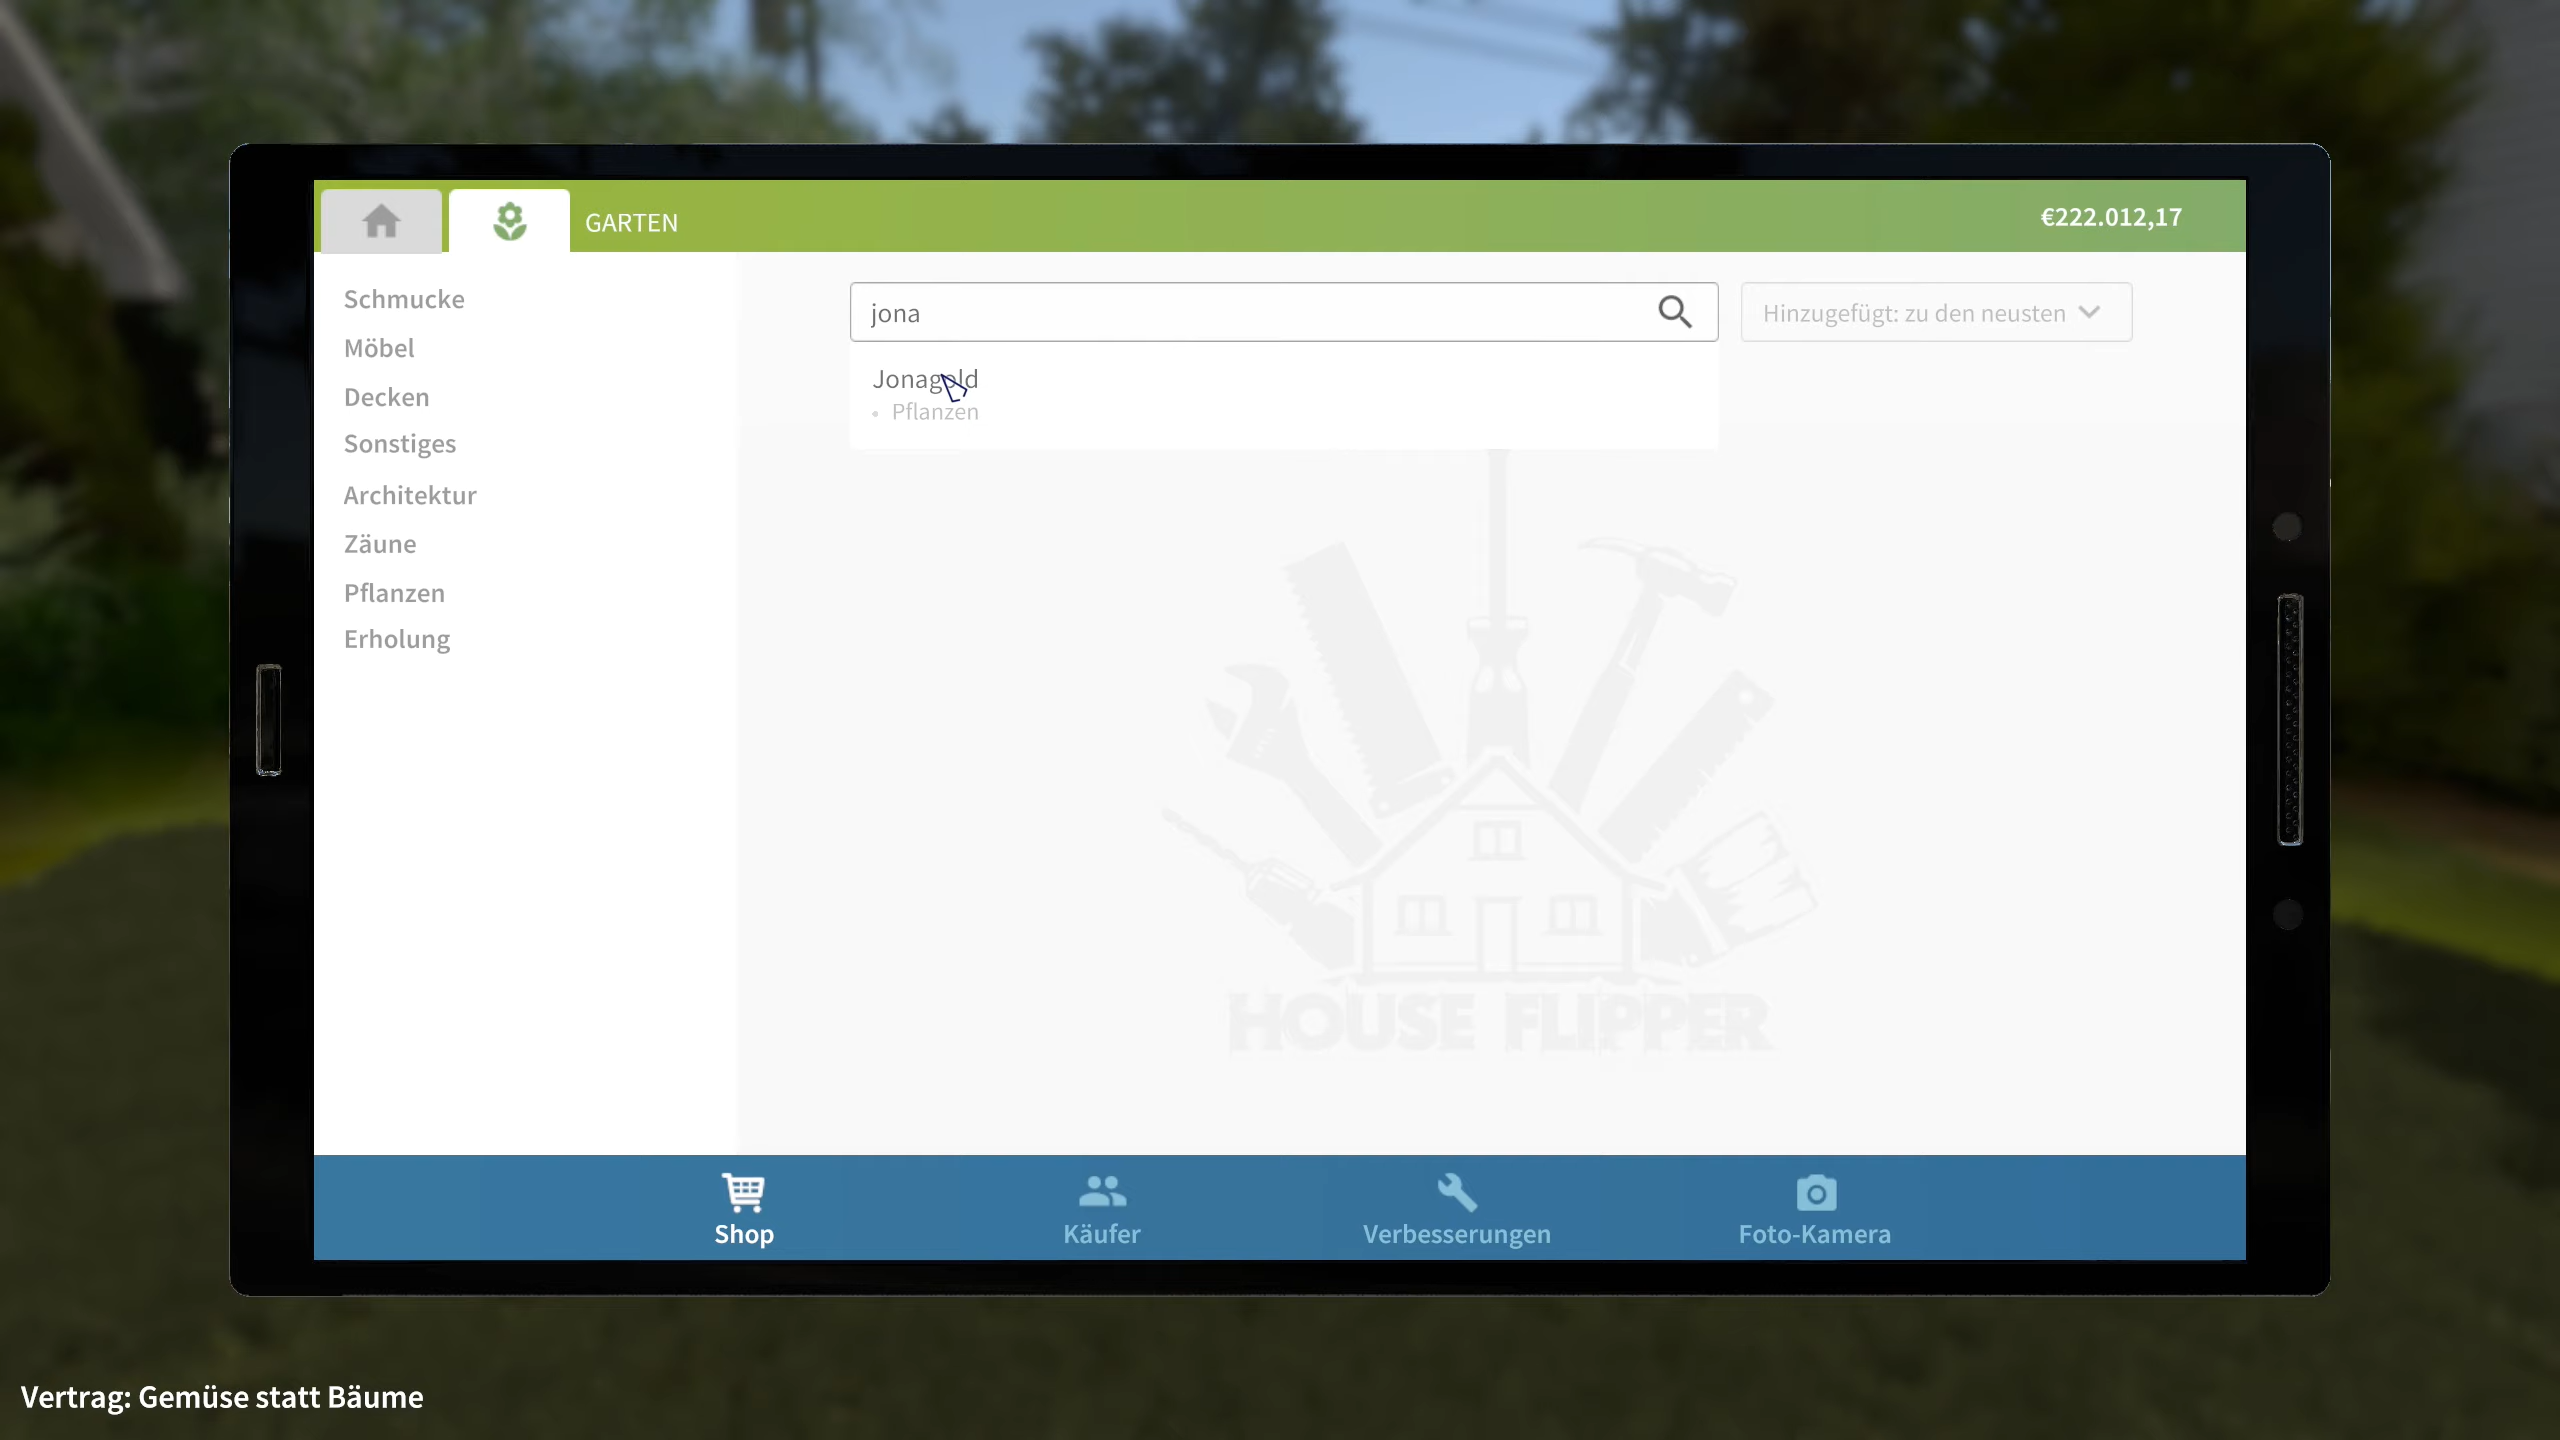 GARTEN
€222.012,17
Schmucke
Möbel
Decken
Sonstiges
Architektur
Zäune
Pflanzen
Erholung
jona
Hinzugefügt: zu den neusten
Jonagold
• Pflanzen
HOUSE FLIPPER
Shop
Käufer
Verbesserungen
Foto-Kamera
Vertrag: Gemüse statt Bäume